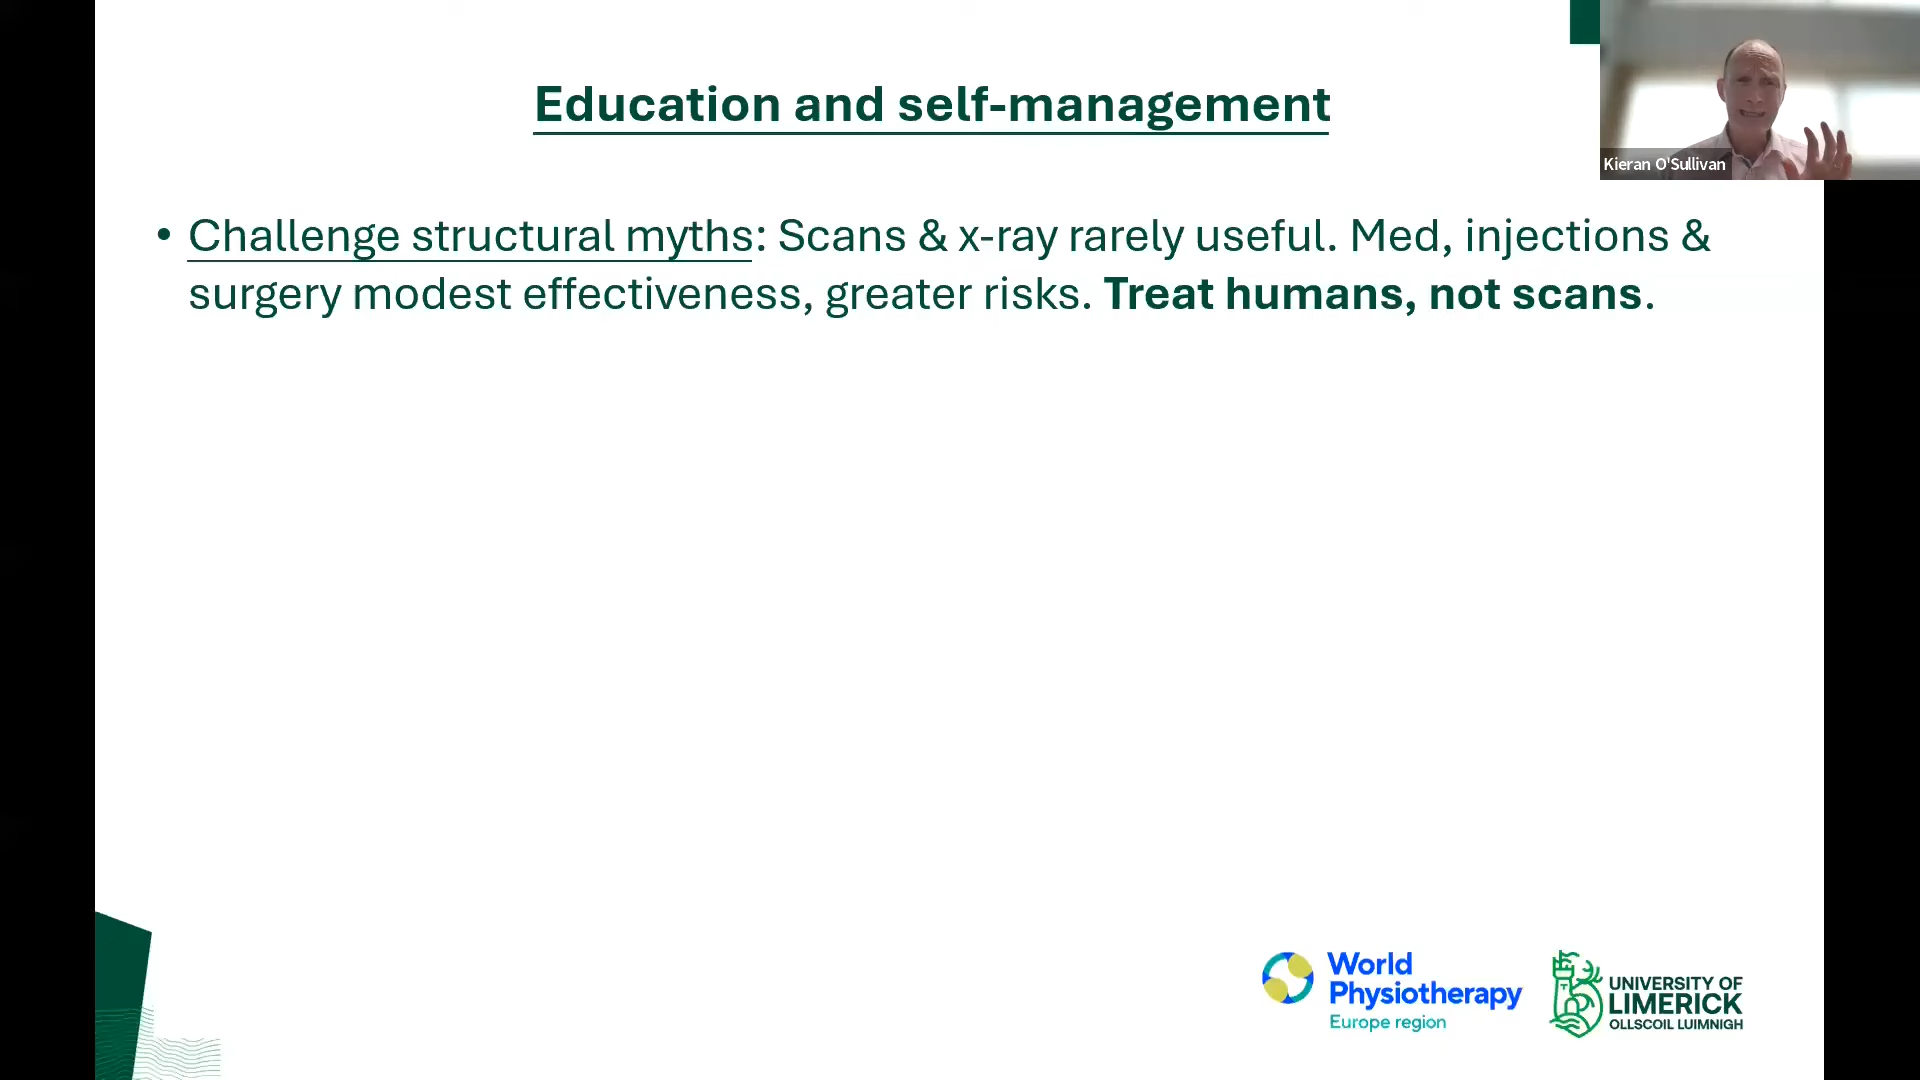 Education and self-management
Kieran O'Sullivan
• Challenge structural myths: Scans & x-ray rarely useful. Med, injections &
surgery modest effectiveness, greater risks. Treat humans, not scans.
World
Physiotherapy
Europe region
UNIVERSITY OF
LIMERICK
OLLSCOIL LUIMNIGH